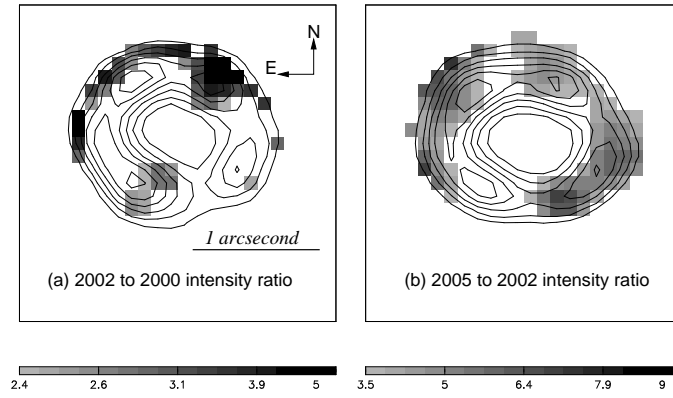 N
E
1 arcsecond
(a) 2002 to 2000 intensity ratio
(b) 2005 to 2002 intensity ratio
2.4 2.6 3.1 3.9 5
3.5 5 6.4 7.9 9